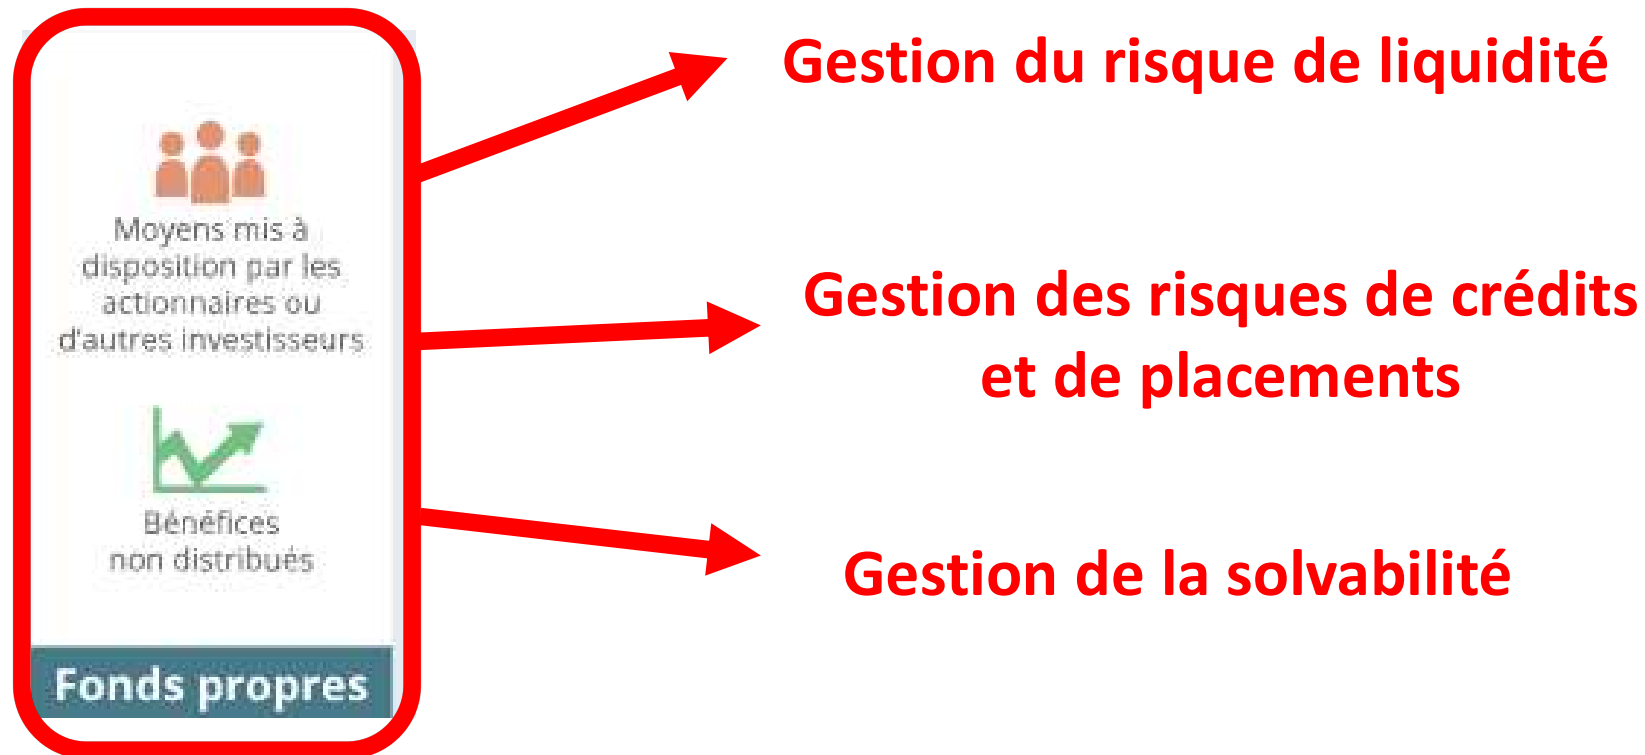 Moyens mis à
disposition par les
actionnaires ou
d'autres investisseurs
Bénéfices
non distribués
Fonds propres
Gestion du risque de liquidité
Gestion des risques de crédits
et de placements
Gestion de la solvabilité